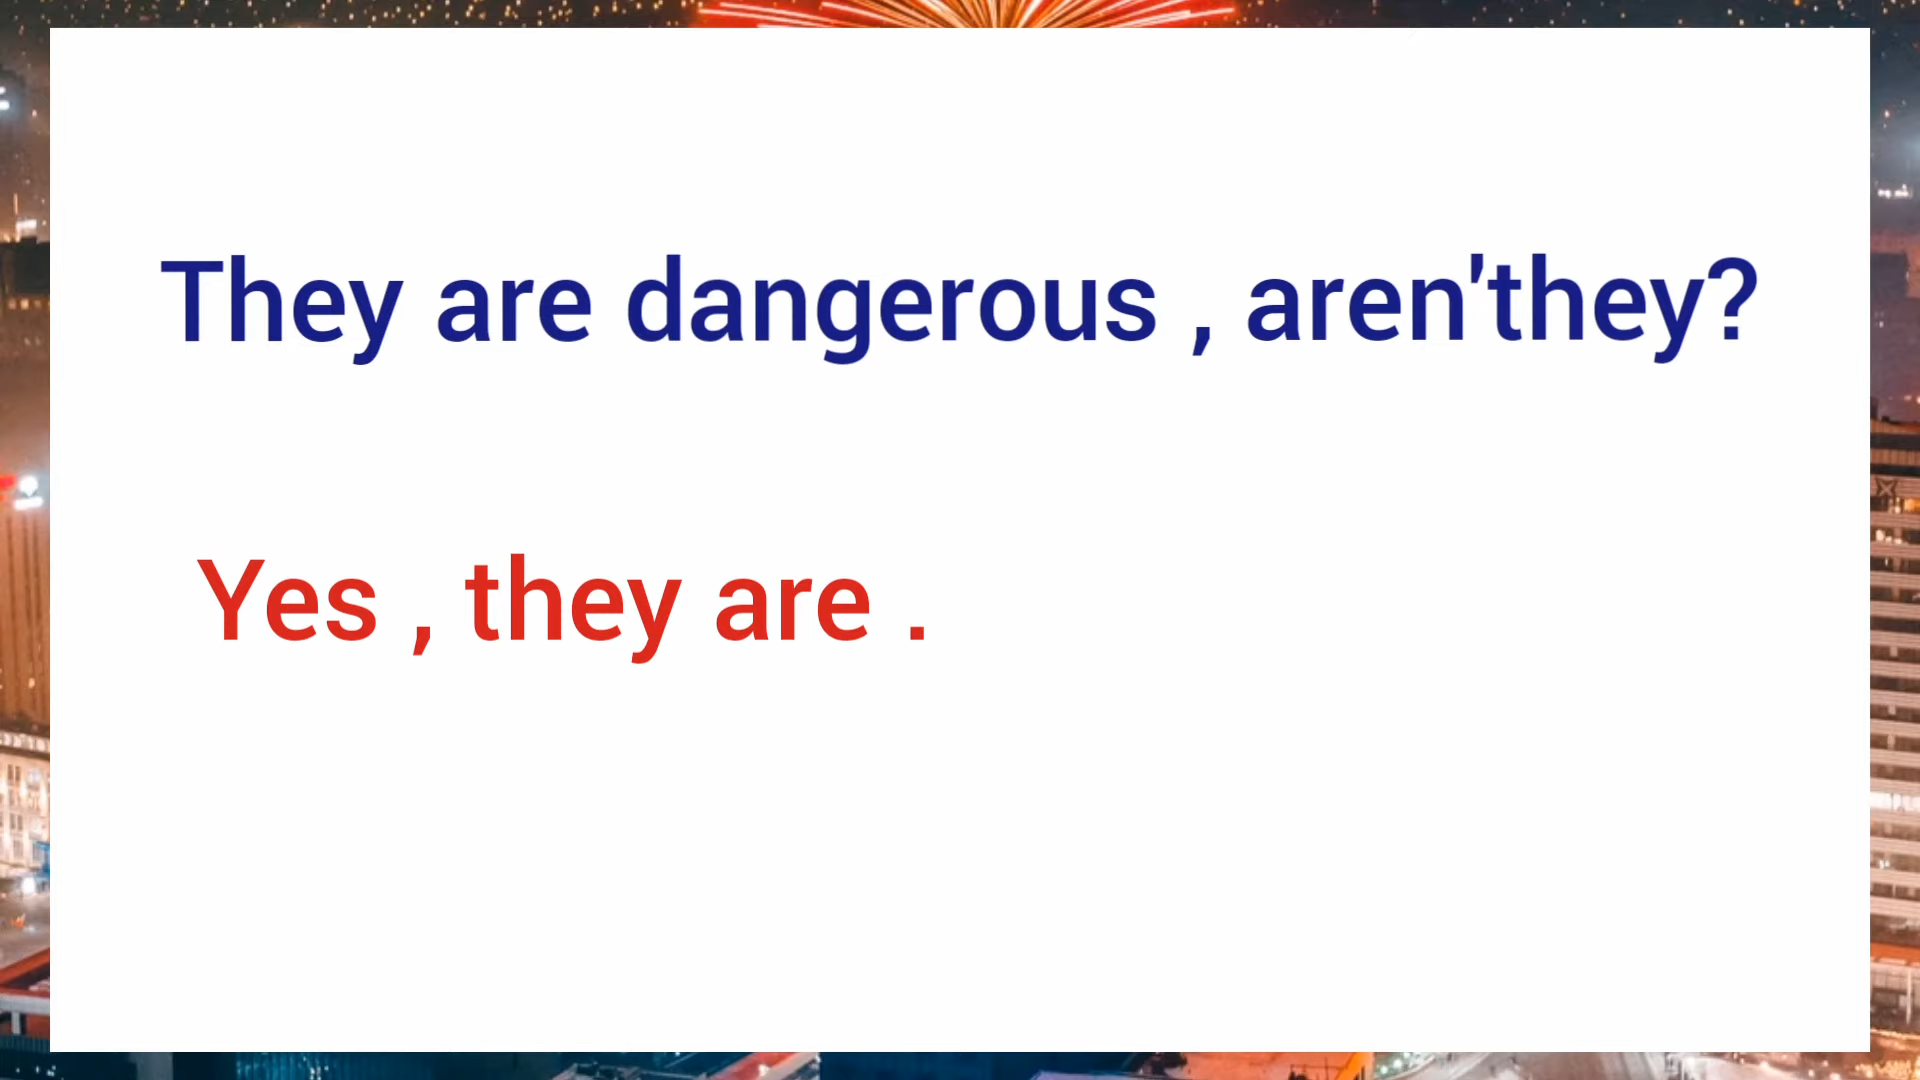 They are dangerous , aren'they?
Yes , they are .